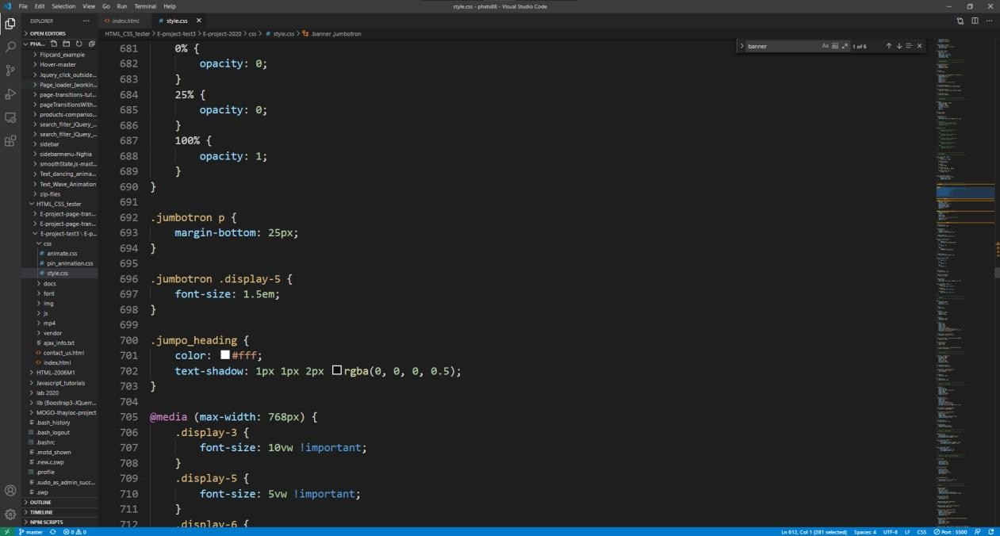 File Edit Selection View Go Run Terminal Help
style.css - phatx88 - Visual Studio Code
EXPLORER
index.html
# style.css
OPEN EDITORS
HTML_CSS_tester > E-project-test3 > E-project-2020 > css > # style.css > .banner .jumbotron
PHA...
banner
Aa
1 of 6
Flipcard_example
Hover-master
Jquery_click_outside...
Page_loader_(workin...
page-transitions-tut...
pageTransitionsWith...
products-compariso...
search_filter_jQuery_...
search_filter_jQuery_...
sidebar
sidebarmenu-Nghia
smoothState.js-mast...
Text_dancing_anima...
Text_Wave_Animation
zip-files
HTML_CSS_tester
E-project-page-tran...
E-project-page-tran...
E-project-test3 \ E-p...
css
# animate.css
# pin_animation.css
# style.css
docs
font
img
js
mp4
vendor
ajax_info.txt
contact_us.html
index.html
HTML-2006M1
Javascript_tutorials
lab 2020
lib (Boostrap3-JQuerr...
MOGO-thayloc-project
.bash_history
.bash_logout
.bashrc
.motd_shown
.new.c.swp
.profile
.sudo_as_admin_succ...
.swp
OUTLINE
TIMELINE
NPM SCRIPTS
681 0% {
682 opacity: 0;
683 }
684 25% {
685 opacity: 0;
686 }
687 100% {
688 opacity: 1;
689 }
690 }
691
692 .jumbotron p {
693 margin-bottom: 25px;
694 }
695
696 .jumbotron .display-5 {
697 font-size: 1.5em;
698 }
699
700 .jumpo_heading {
701 color: #fff;
702 text-shadow: 1px 1px 2px rgba(0, 0, 0, 0.5);
703 }
704
705 @media (max-width: 768px) {
706 .display-3 {
707 font-size: 10vw !important;
708 }
709 .display-5 {
710 font-size: 5vw !important;
711 }
712 .display-6 {
master
0 0
Ln 612, Col 1 (281 selected) Spaces: 4 UTF-8 LF CSS Port : 5500